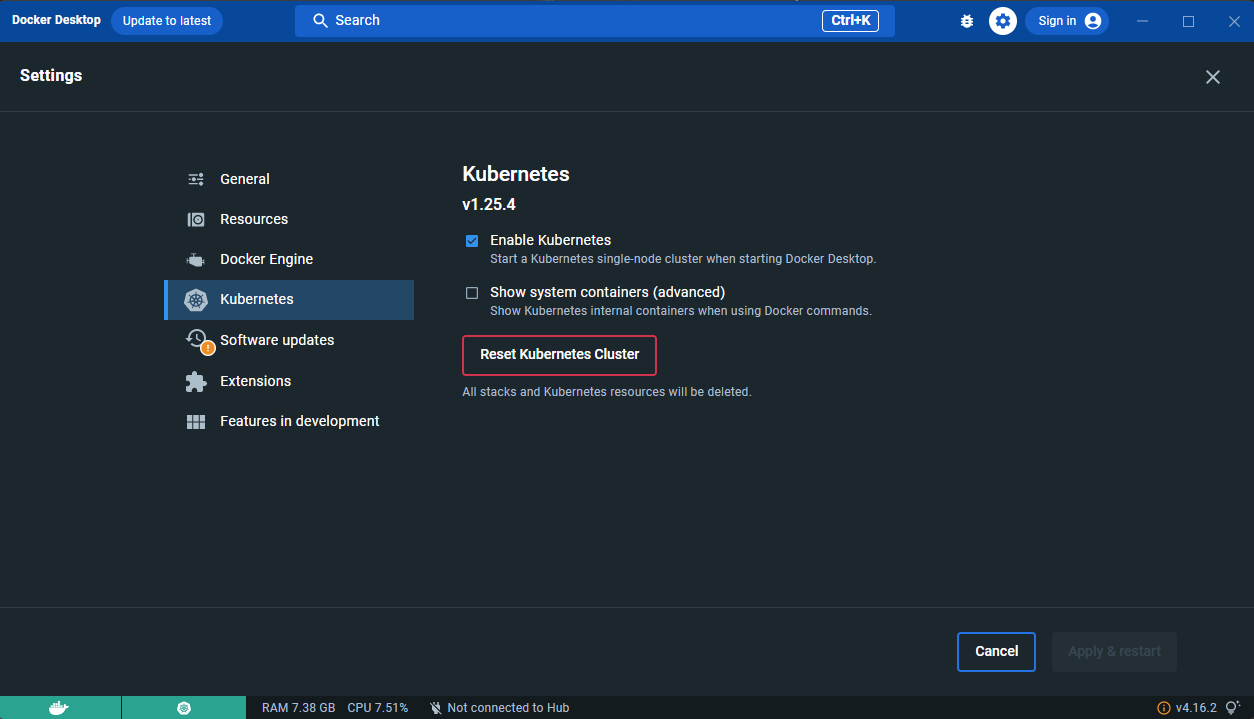 Docker Desktop
Update to latest
Search
Ctrl+K
Sign in
Settings
General
Resources
Docker Engine
Kubernetes
Software updates
Extensions
Features in development
Kubernetes
v1.25.4
Enable Kubernetes
Start a Kubernetes single-node cluster when starting Docker Desktop.
Show system containers (advanced)
Show Kubernetes internal containers when using Docker commands.
Reset Kubernetes Cluster
All stacks and Kubernetes resources will be deleted.
Cancel
Apply & restart
RAM 7.38 GB
CPU 7.51%
Not connected to Hub
v4.16.2